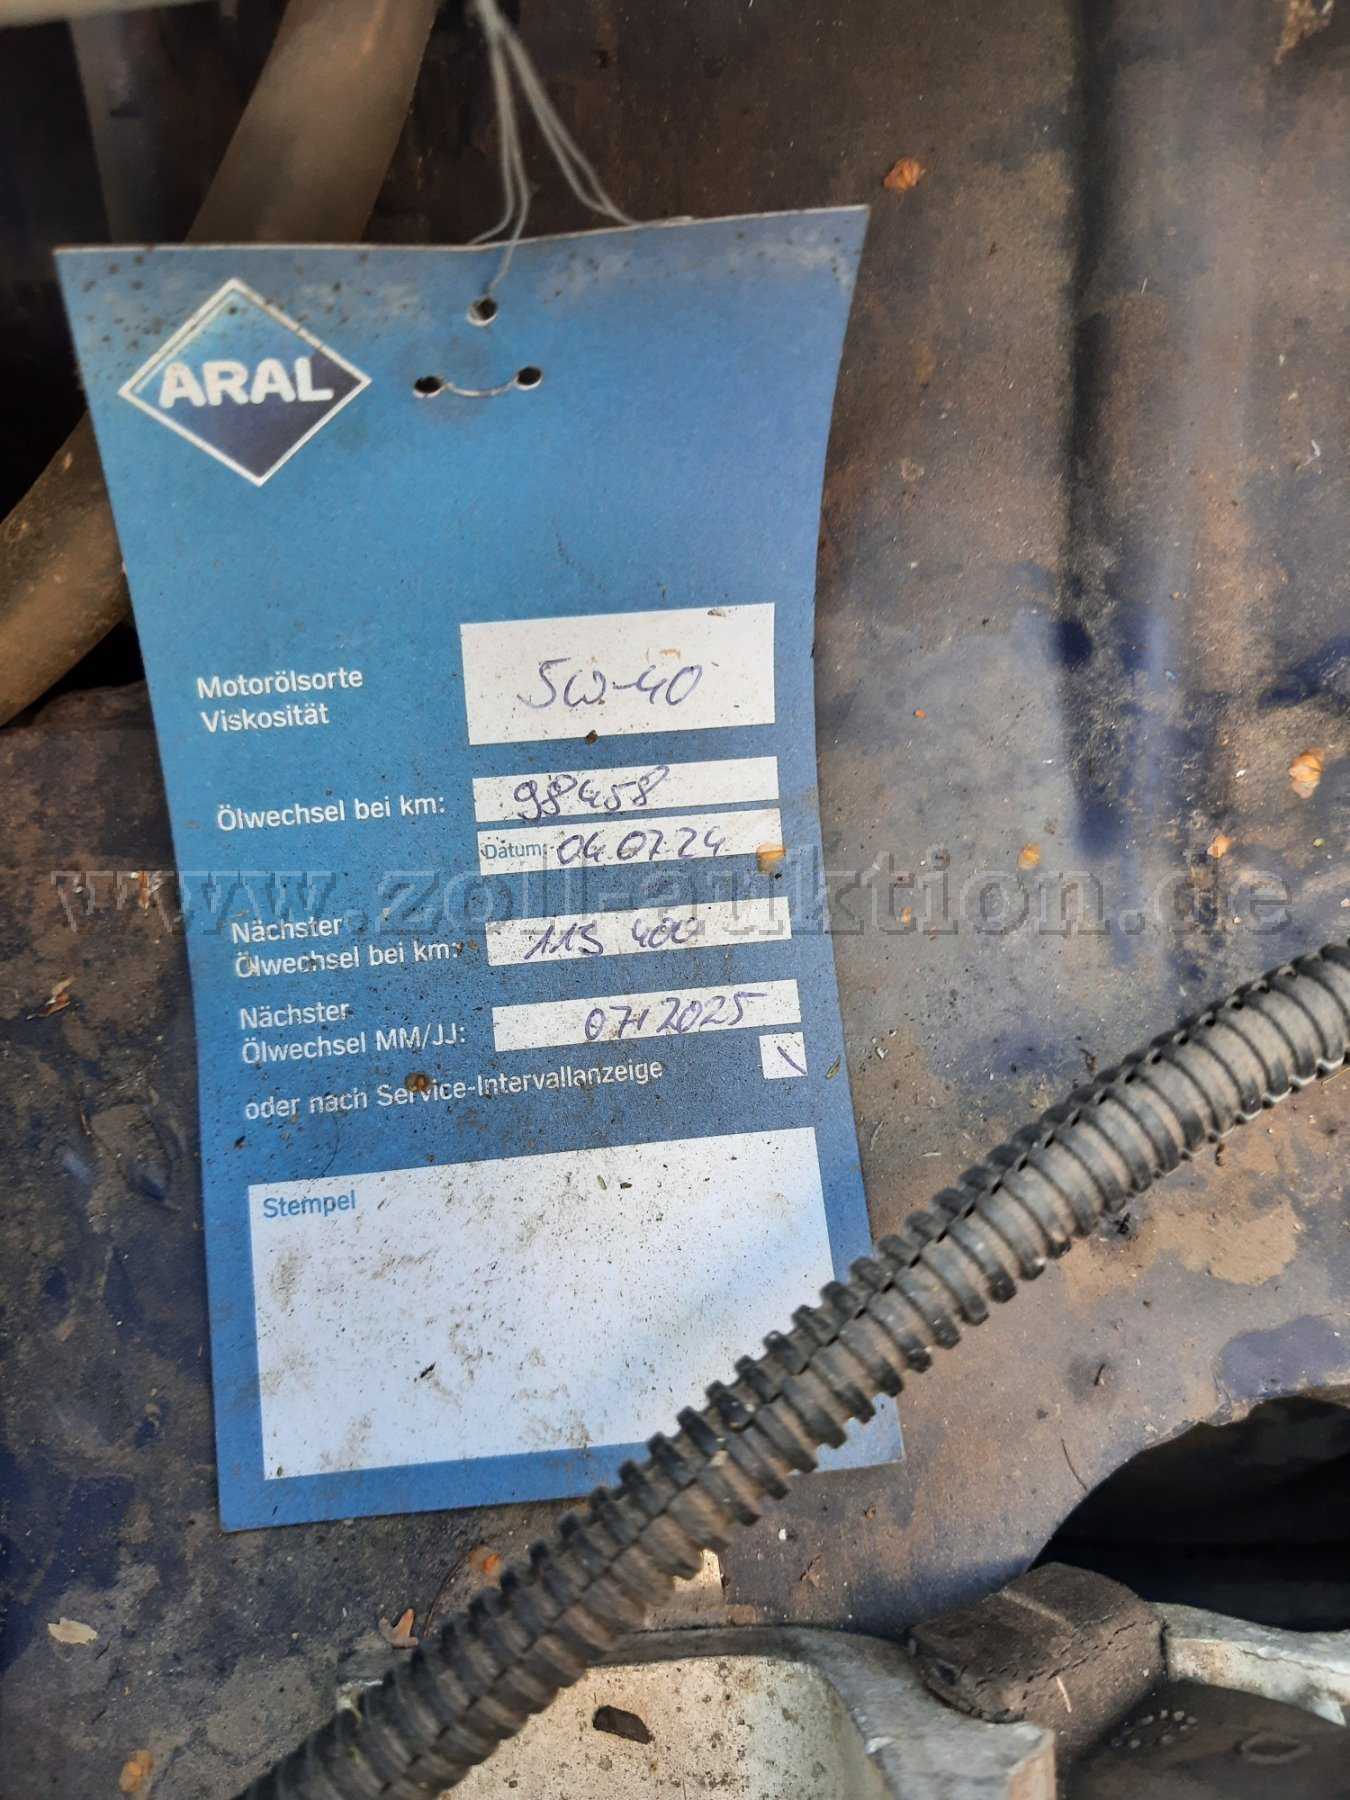 ARAL
Motorölsorte
Viskosität
5W-40
Ölwechsel bei km:
98458
Datum: 04.07.24
www.zoll-auktion.de
Nächster
Ölwechsel bei km:
115 400
Nächster
Ölwechsel MM/JJ:
07/2025
oder nach Service-Intervallanzeige
Stempel